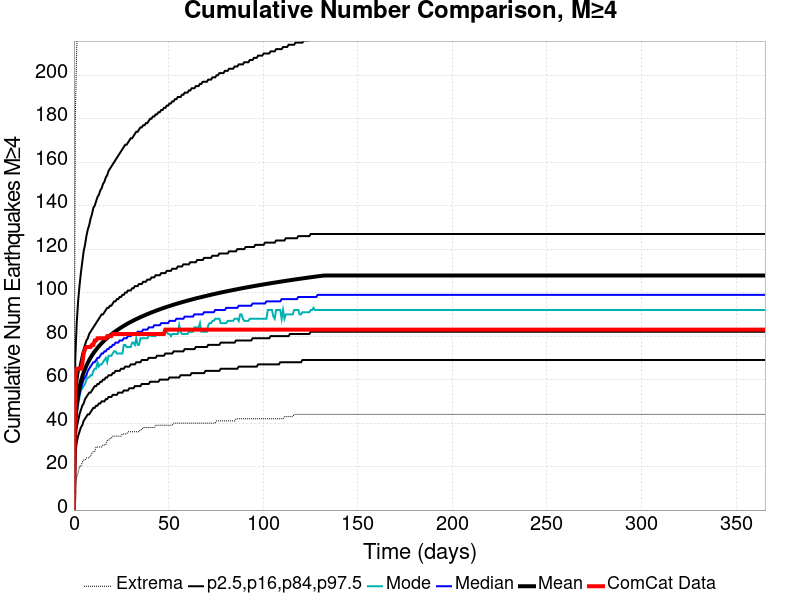 Cumulative Number Comparison, M≥4
Cumulative Num Earthquakes M≥4
200
180
160
140
120
100
80
60
40
20
0
0 50 100 150 200 250 300 350
Time (days)
Extrema p2.5,p16,p84,p97.5 Mode Median Mean ComCat Data